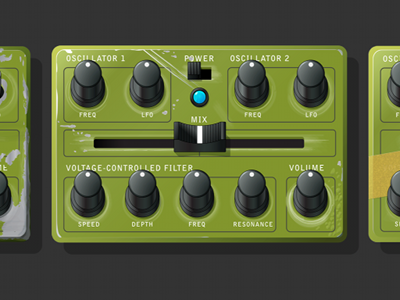 OSCILLATOR 1 POWER OSCILLATOR 2
FREQ LFO FREQ LFO
MIX
VOLTAGE-CONTROLLED FILTER VOLUME
SPEED DEPTH FREQ RESONANCE